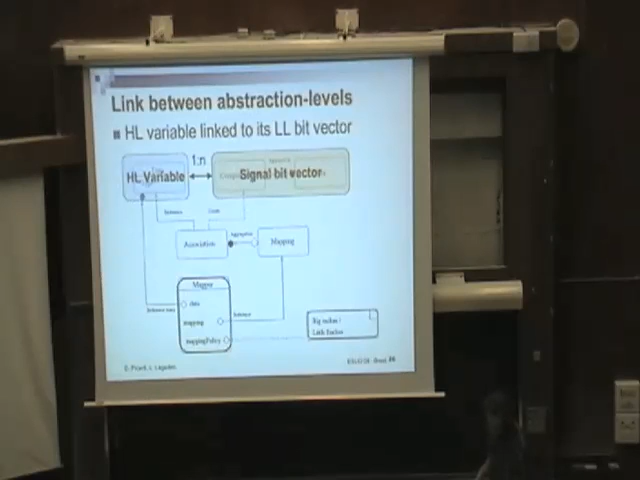 Link between abstraction-levels
HL variable linked to its LL bit vector
HL Variable
1:n
Signal bit vector
Mapping
Mapper
data
mapping
mappingPolicy
Big endian /
Little Endian